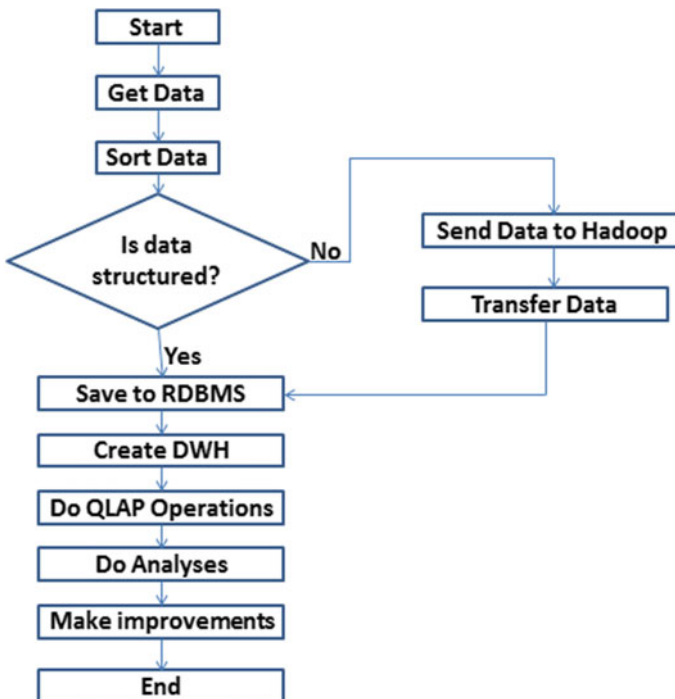 Start
Get Data
Sort Data
Is data
structured?
No
Send Data to Hadoop
Transfer Data
Yes
Save to RDBMS
Create DWH
Do QLAP Operations
Do Analyses
Make improvements
End